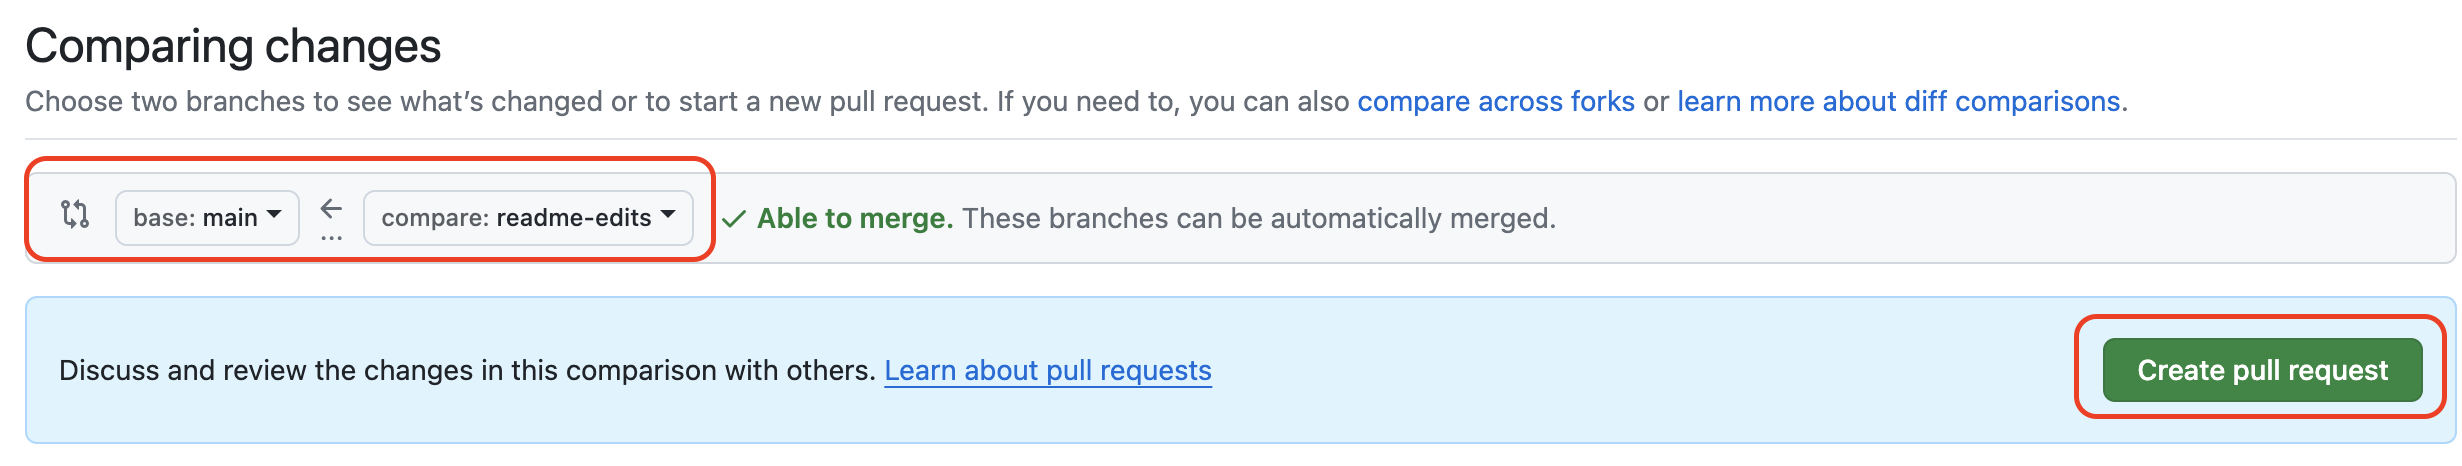 Comparing changes
Choose two branches to see what’s changed or to start a new pull request. If you need to, you can also compare across forks or learn more about diff comparisons.
base: main ... compare: readme-edits Able to merge. These branches can be automatically merged.
Discuss and review the changes in this comparison with others. Learn about pull requests Create pull request